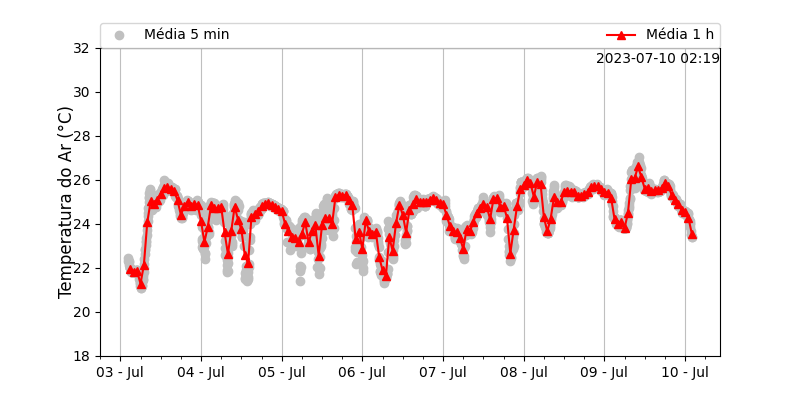 Média 5 min
Média 1 h
2023-07-10 02:19
Temperatura do Ar (°C)
32
30
28
26
24
22
20
18
03 - Jul
04 - Jul
05 - Jul
06 - Jul
07 - Jul
08 - Jul
09 - Jul
10 - Jul